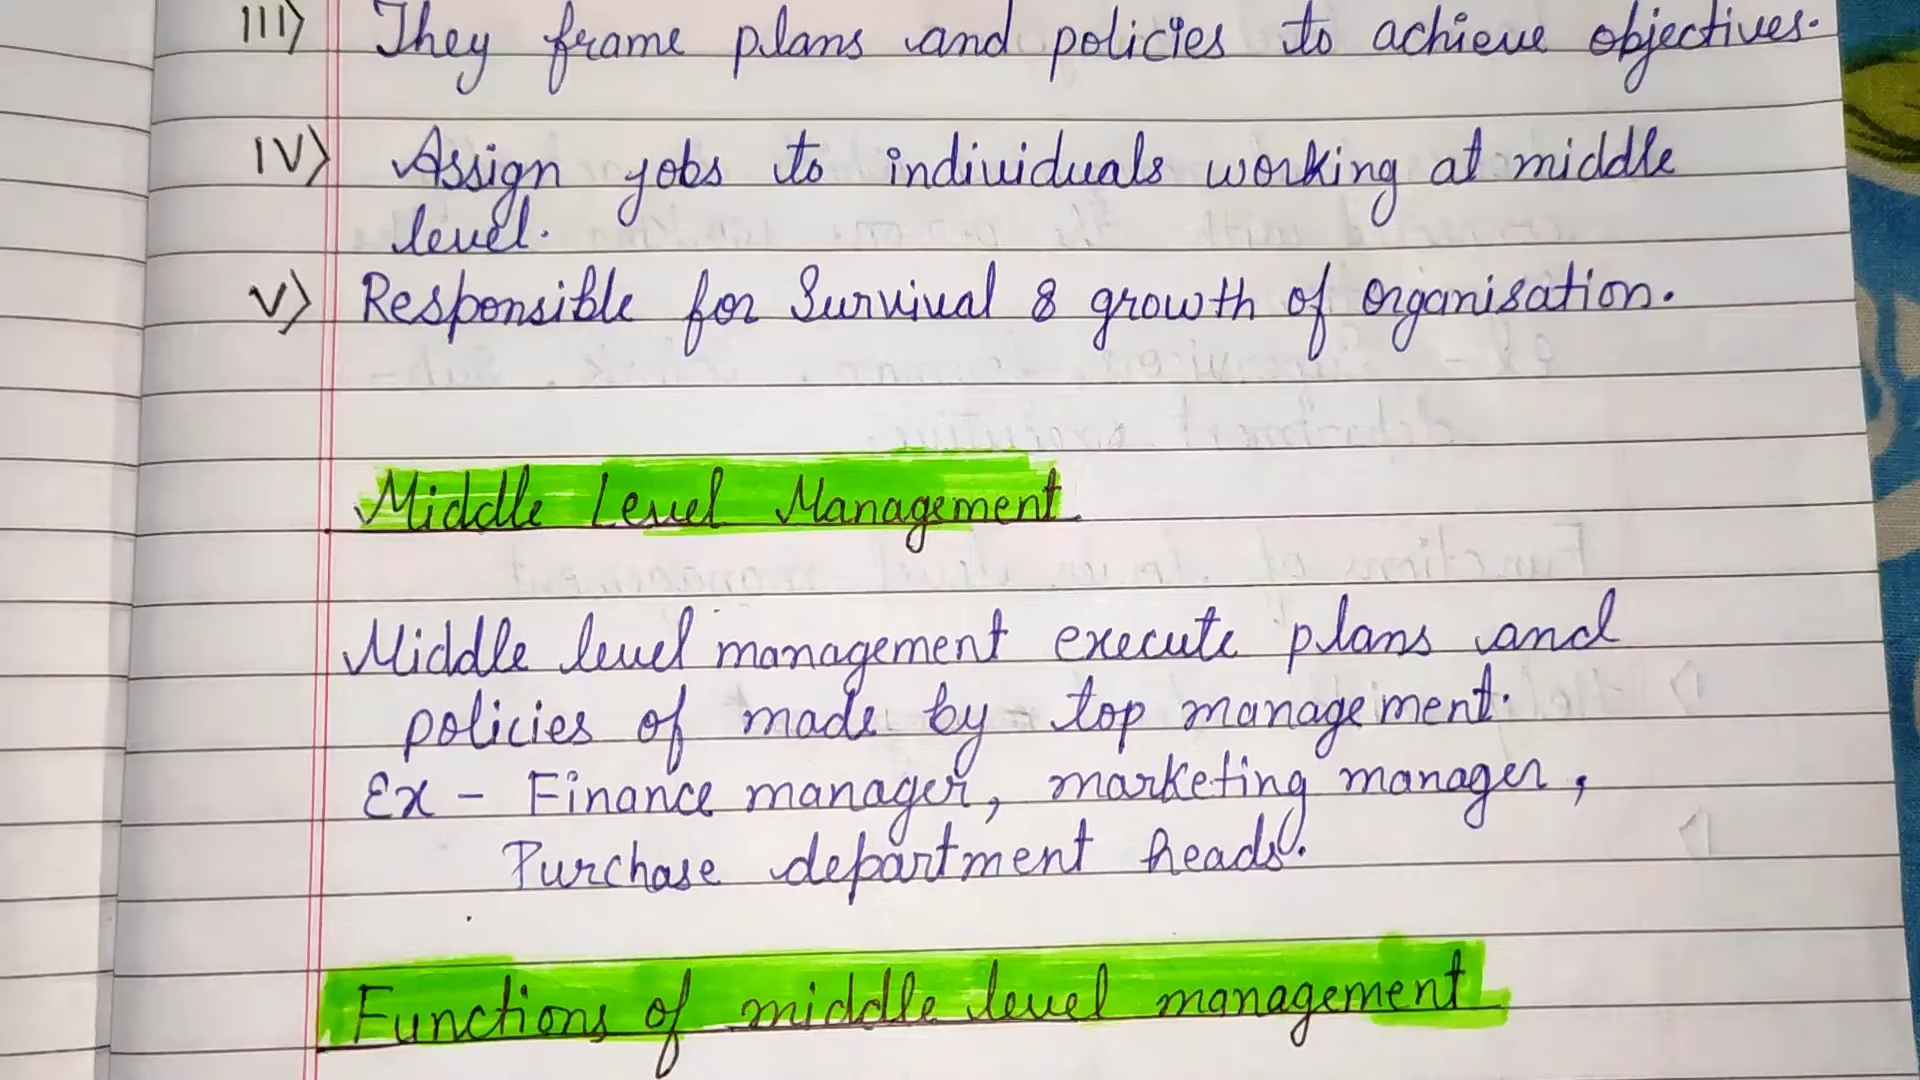 III) They frame plans and policies to achieve objectives.
IV) Assign jobs to individuals working at middle
level.
V) Responsible for Survival & growth of organisation.
Middle Level Management
Middle level management execute plans and
policies of made by top management.
Ex - Finance manager, marketing manager,
Purchase department heads.
Functions of middle level management